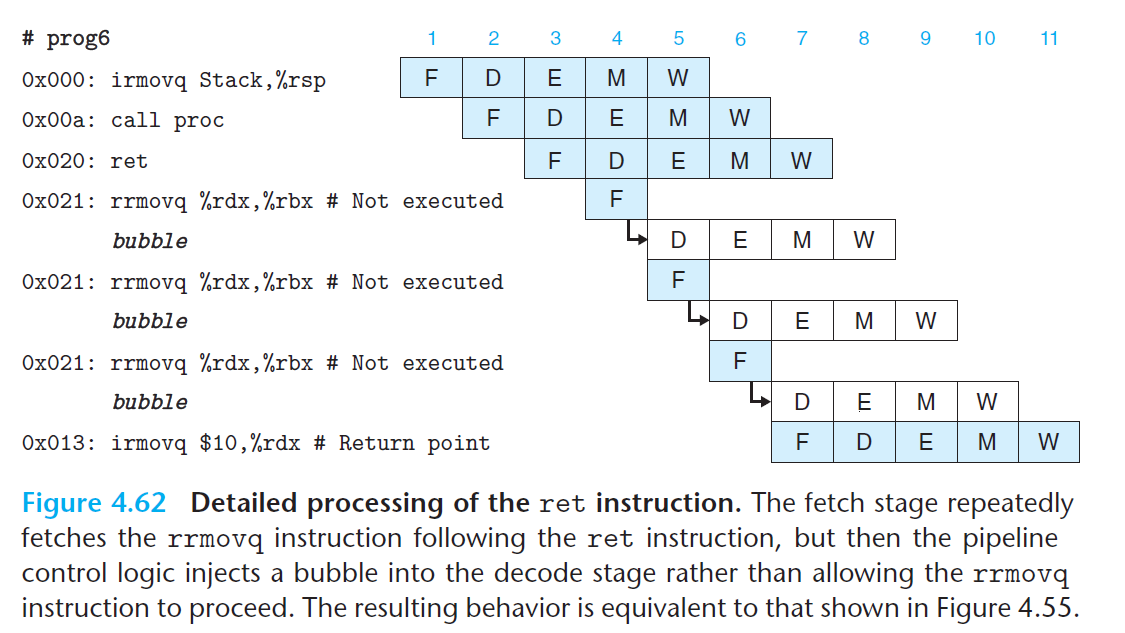 # prog6 1 2 3 4 5 6 7 8 9 10 11
0x000: irmovq Stack,%rsp F D E M W
0x00a: call proc F D E M W
0x020: ret F D E M W
0x021: rrmovq %rdx,%rbx # Not executed F
bubble D E M W
0x021: rrmovq %rdx,%rbx # Not executed F
bubble D E M W
0x021: rrmovq %rdx,%rbx # Not executed F
bubble D E M W
0x013: irmovq $10,%rdx # Return point F D E M W
Figure 4.62 Detailed processing of the ret instruction. The fetch stage repeatedly
fetches the rrmovq instruction following the ret instruction, but then the pipeline
control logic injects a bubble into the decode stage rather than allowing the rrmovq
instruction to proceed. The resulting behavior is equivalent to that shown in Figure 4.55.